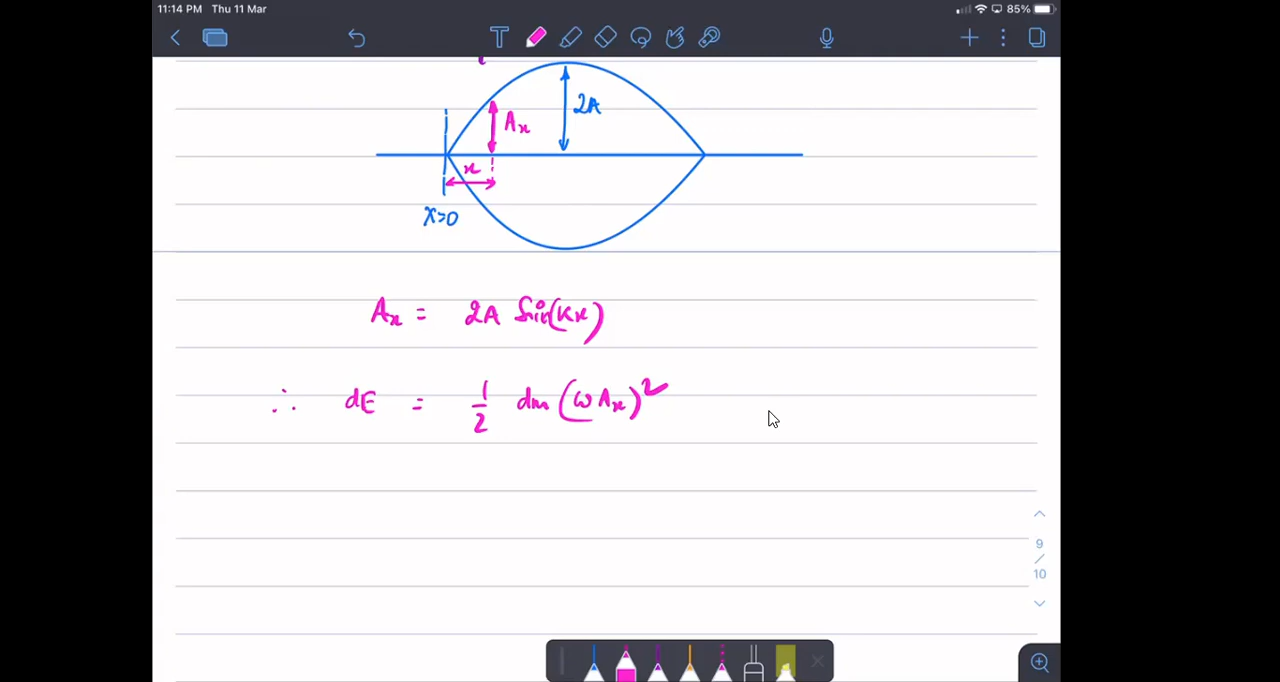 11:14 PM Thu 11 Mar
85%
T
2A
Ax
x
x=0
Ax = 2A Sin(Kx)
∴ dE = 1/2 dm (ωAx)²
9
/
10